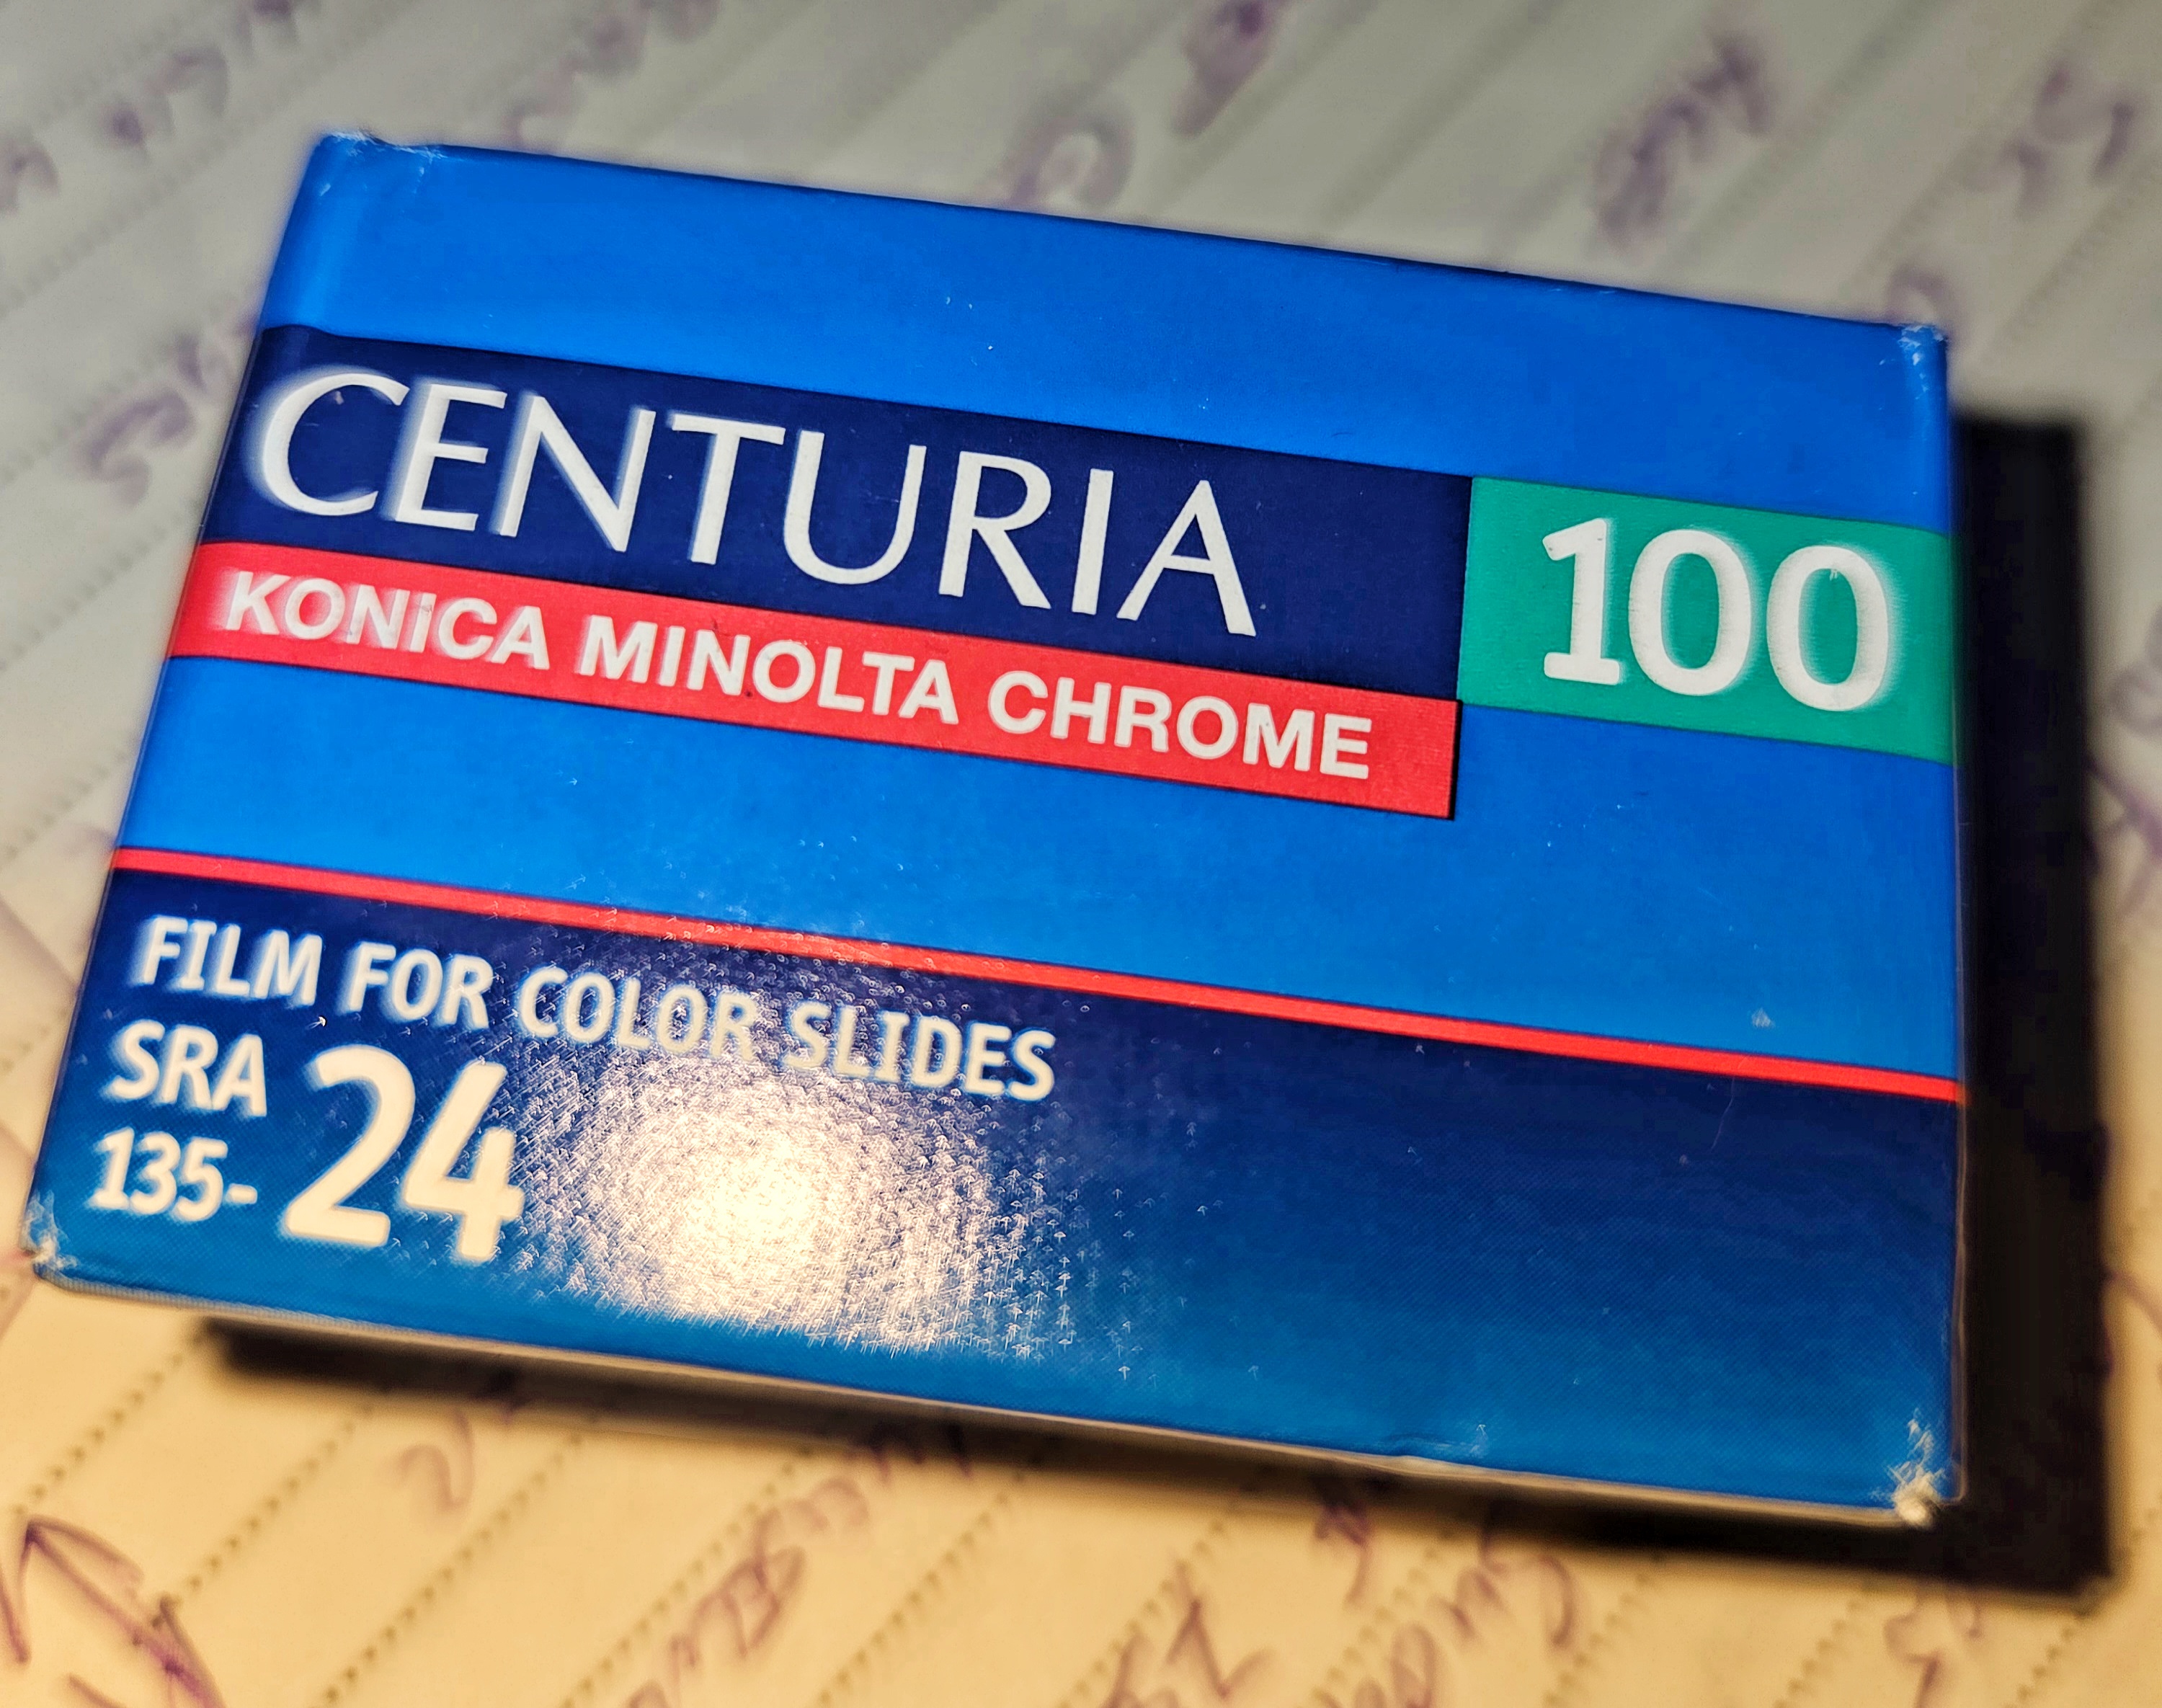 CENTURIA
100
KONICA MINOLTA CHROME
FILM FOR COLOR SLIDES
SRA
135-24